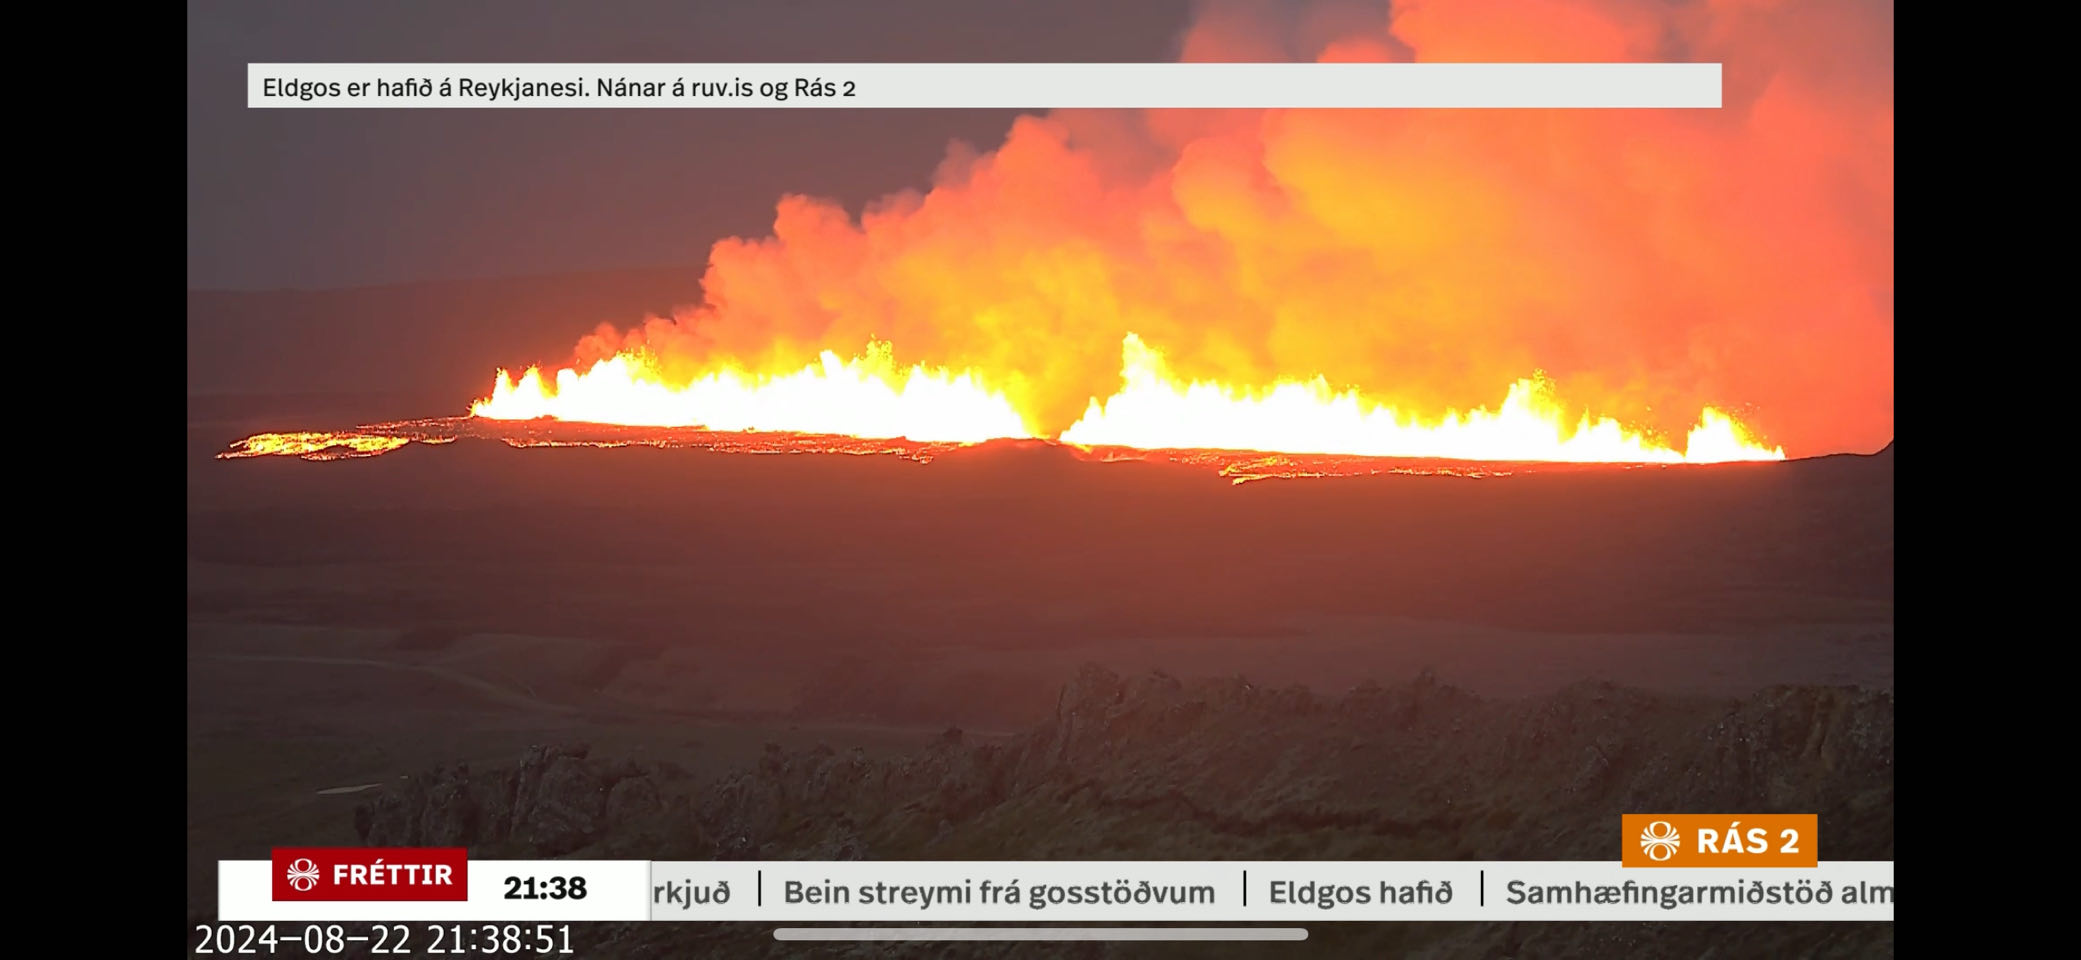 Eldgos er hafið á Reykjanesi. Nánar á ruv.is og Rás 2
RÁS 2
FRÉTTIR
21:38
rkjuð | Bein streymi frá gosstöðvum | Eldgos hafið | Samhæfingarmiðstöð alm
2024-08-22 21:38:51